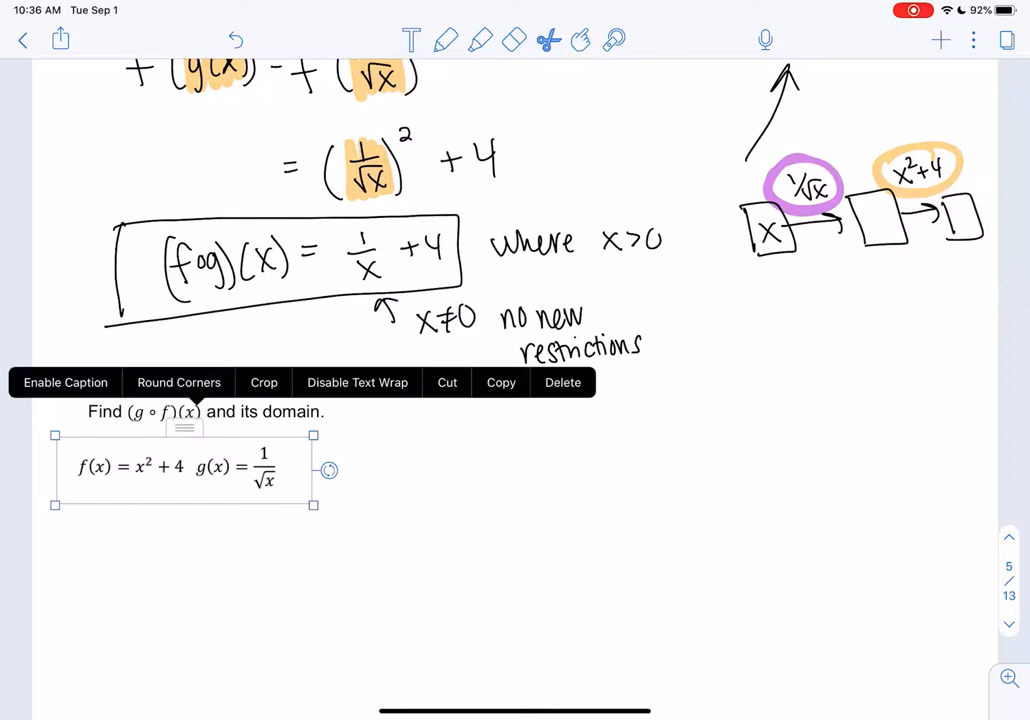 10:36 AM Tue Sep 1 92%
T
+ (g(x)) - + (√x)
= (1/√x)² + 4
(fog)(x) = 1/x + 4 where x>0
x≠0 no new
restrictions
1/√x
x²+4
x
Enable Caption Round Corners Crop Disable Text Wrap Cut Copy Delete
Find (g ∘ f)(x) and its domain.
f(x) = x² + 4 g(x) = 1/√x
5
/
13